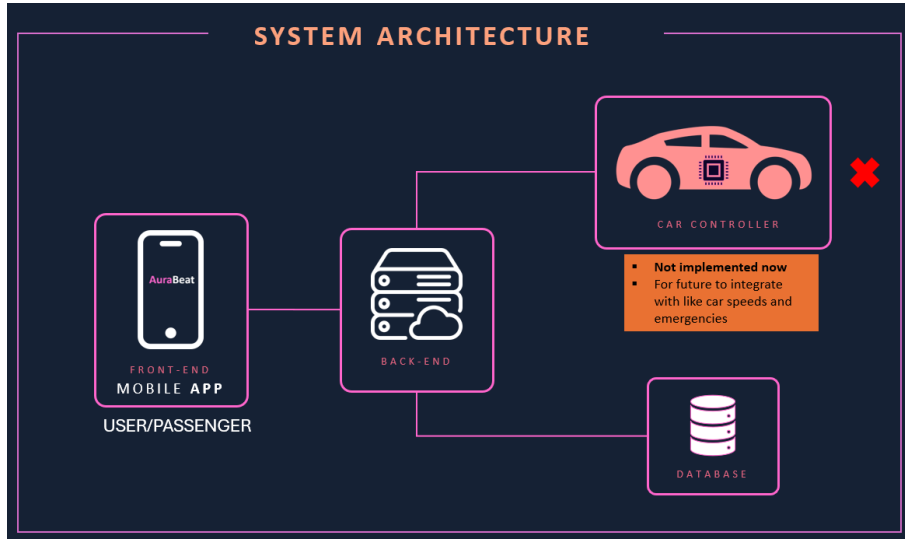 SYSTEM ARCHITECTURE
AuraBeat
FRONT-END
MOBILE APP
USER/PASSENGER
BACK-END
CAR CONTROLLER
▪ Not implemented now
▪ For future to integrate
with like car speeds and
emergencies
DATABASE